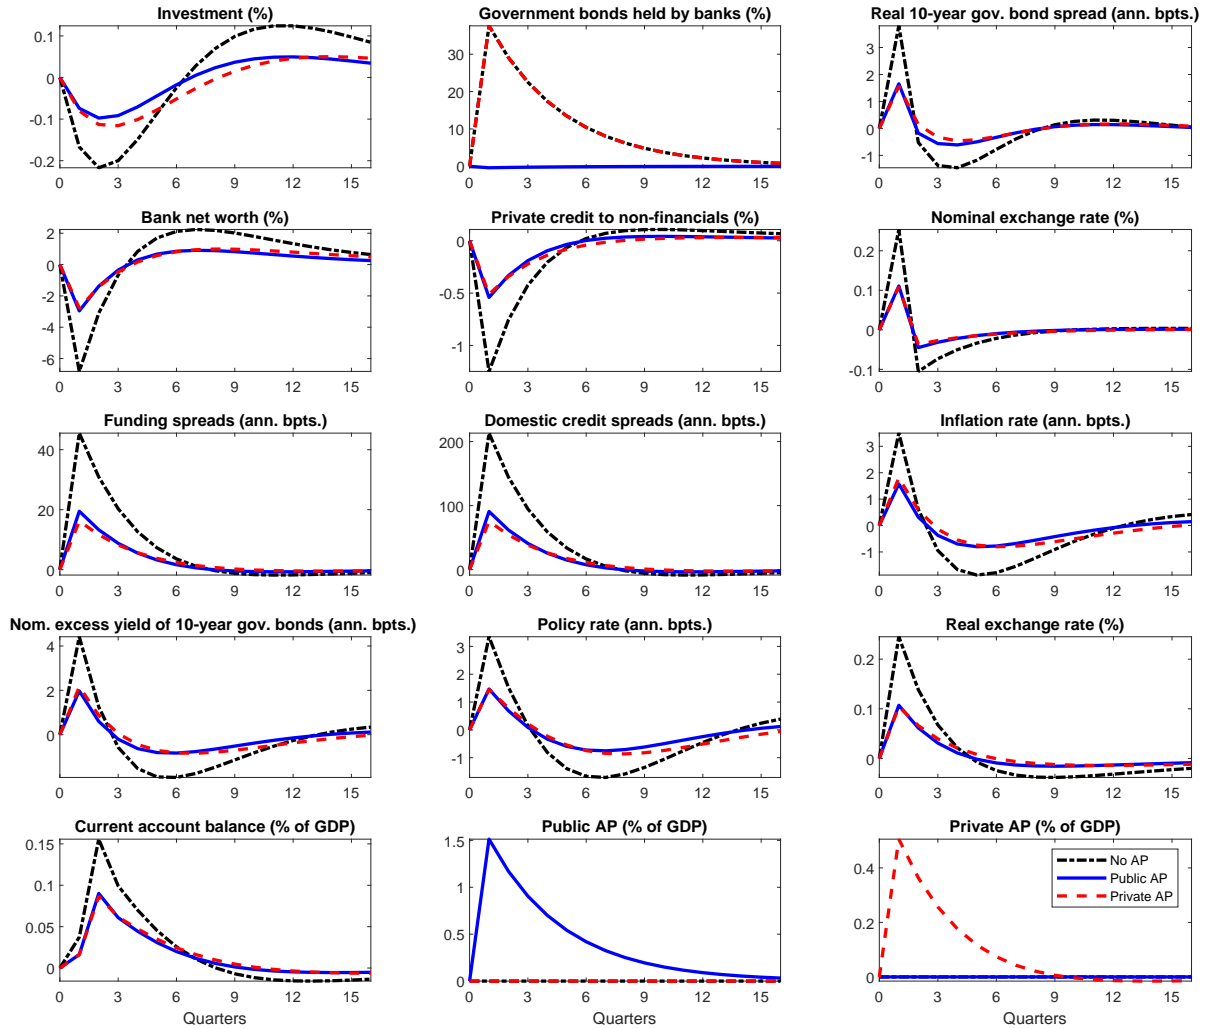 Investment (%)
0.1
0
-0.1
-0.2
0 3 6 9 12 15
Government bonds held by banks (%)
30
20
10
0
0 3 6 9 12 15
Real 10-year gov. bond spread (ann. bpts.)
3
2
1
0
-1
0 3 6 9 12 15
Bank net worth (%)
2
0
-2
-4
-6
0 3 6 9 12 15
Private credit to non-financials (%)
0
-0.5
-1
0 3 6 9 12 15
Nominal exchange rate (%)
0.2
0.1
0
-0.1
0 3 6 9 12 15
Funding spreads (ann. bpts.)
40
20
0
0 3 6 9 12 15
Domestic credit spreads (ann. bpts.)
200
100
0
0 3 6 9 12 15
Inflation rate (ann. bpts.)
3
2
1
0
-1
0 3 6 9 12 15
Nom. excess yield of 10-year gov. bonds (ann. bpts.)
4
2
0
0 3 6 9 12 15
Policy rate (ann. bpts.)
3
2
1
0
-1
0 3 6 9 12 15
Real exchange rate (%)
0.2
0.1
0
0 3 6 9 12 15
Current account balance (% of GDP)
0.15
0.1
0.05
0
0 3 6 9 12 15
Quarters
Public AP (% of GDP)
1.5
1
0.5
0
0 3 6 9 12 15
Quarters
Private AP (% of GDP)
0.4
0.2
0
0 3 6 9 12 15
Quarters
No AP
Public AP
Private AP